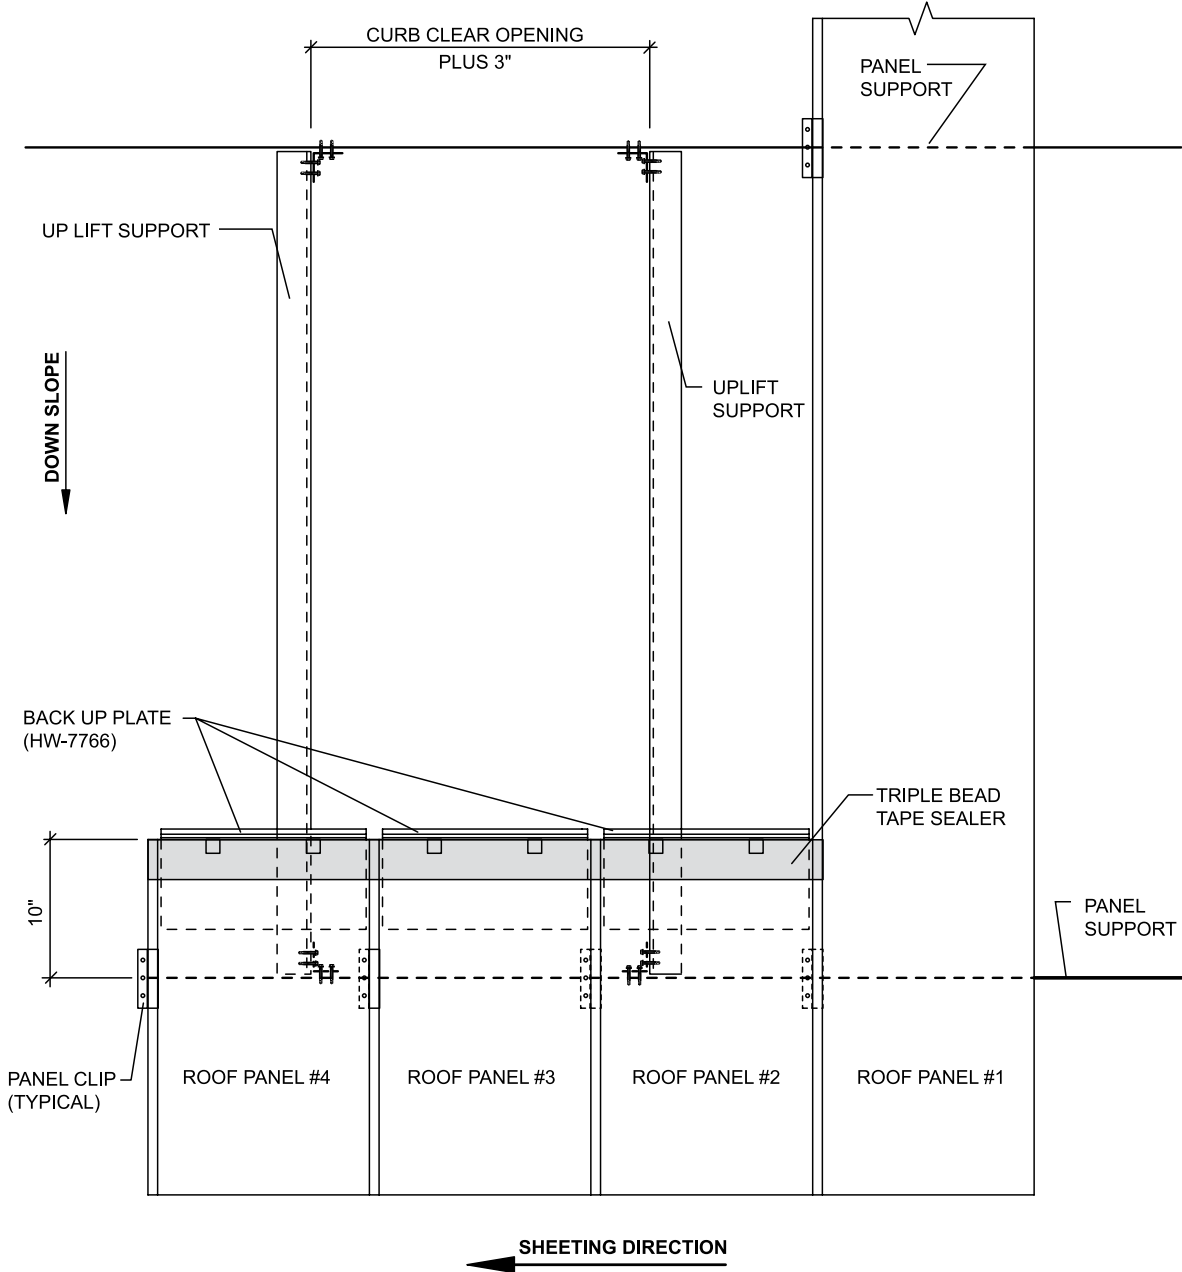 CURB CLEAR OPENING
PLUS 3"
PANEL
SUPPORT
UP LIFT SUPPORT
DOWN SLOPE
UPLIFT
SUPPORT
BACK UP PLATE
(HW-7766)
TRIPLE BEAD
TAPE SEALER
10"
PANEL
SUPPORT
PANEL CLIP
(TYPICAL)
ROOF PANEL #4
ROOF PANEL #3
ROOF PANEL #2
ROOF PANEL #1
SHEETING DIRECTION